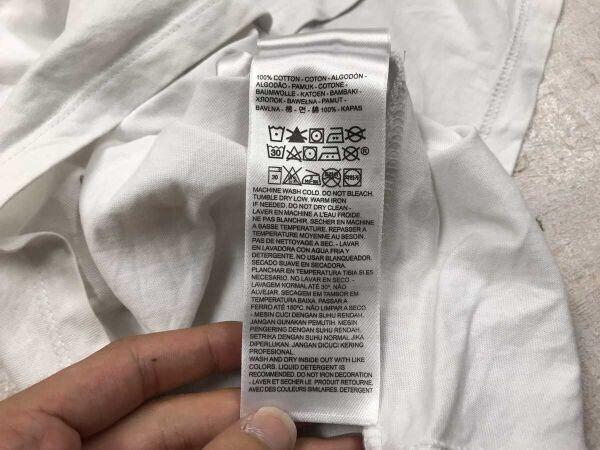 100% COTTON - COTON - ALGODÓN -
ALGODÃO - PAMUK - COTONE -
BAUMWOLLE - KATOEN - BAMBAKI -
ХЛОПОК - BAWEŁNA - PAMUT -
BAVLNA - 棉 - 면 - 綿 100% - KAPAS
30 ®
30
MACHINE WASH COLD. DO NOT BLEACH.
TUMBLE DRY LOW. WARM IRON
IF NEEDED. DO NOT DRY CLEAN -
LAVER EN MACHINE A L'EAU FROIDE.
NE PAS BLANCHIR. SECHER EN MACHINE
A BASSE TEMPERATURE. REPASSER A
TEMPERATURE MOYENNE AU BESOIN.
PAS DE NETTOYAGE A SEC. - LAVAR
EN LAVADORA CON AGUA FRIA Y
DETERGENTE. NO USAR BLANQUEADOR.
SECADO SUAVE EN SECADORA.
PLANCHAR EN TEMPERATURA TIBIA SI ES
NECESARIO. NO LAVAR EN SECO. -
LAVAGEM NORMAL ATÉ 30º. NÃO
ALVEJAR. SECAGEM EM TAMBOR EM
TEMPERATURA BAIXA. PASSAR A
FERRO ATÉ 150ºC. NÃO LIMPAR A SECO.
- MESIN CUCI DENGAN SUHU RENDAH.
JANGAN GUNAKAN PEMUTIH. MESIN
PENGERING DENGAN SUHU RENDAH.
SETRIKA DENGAN SUHU NORMAL JIKA
DIPERLUKAN. JANGAN DICUCI KERING
PROFESIONAL.
WASH AND DRY INSIDE OUT WITH LIKE
COLORS. LIQUID DETERGENT IS
RECOMMENDED. DO NOT IRON DECORATION
- LAVER ET SECHER LE PRODUIT RETOURNE,
AVEC DES COULEURS SIMILAIRES. DETERGENT